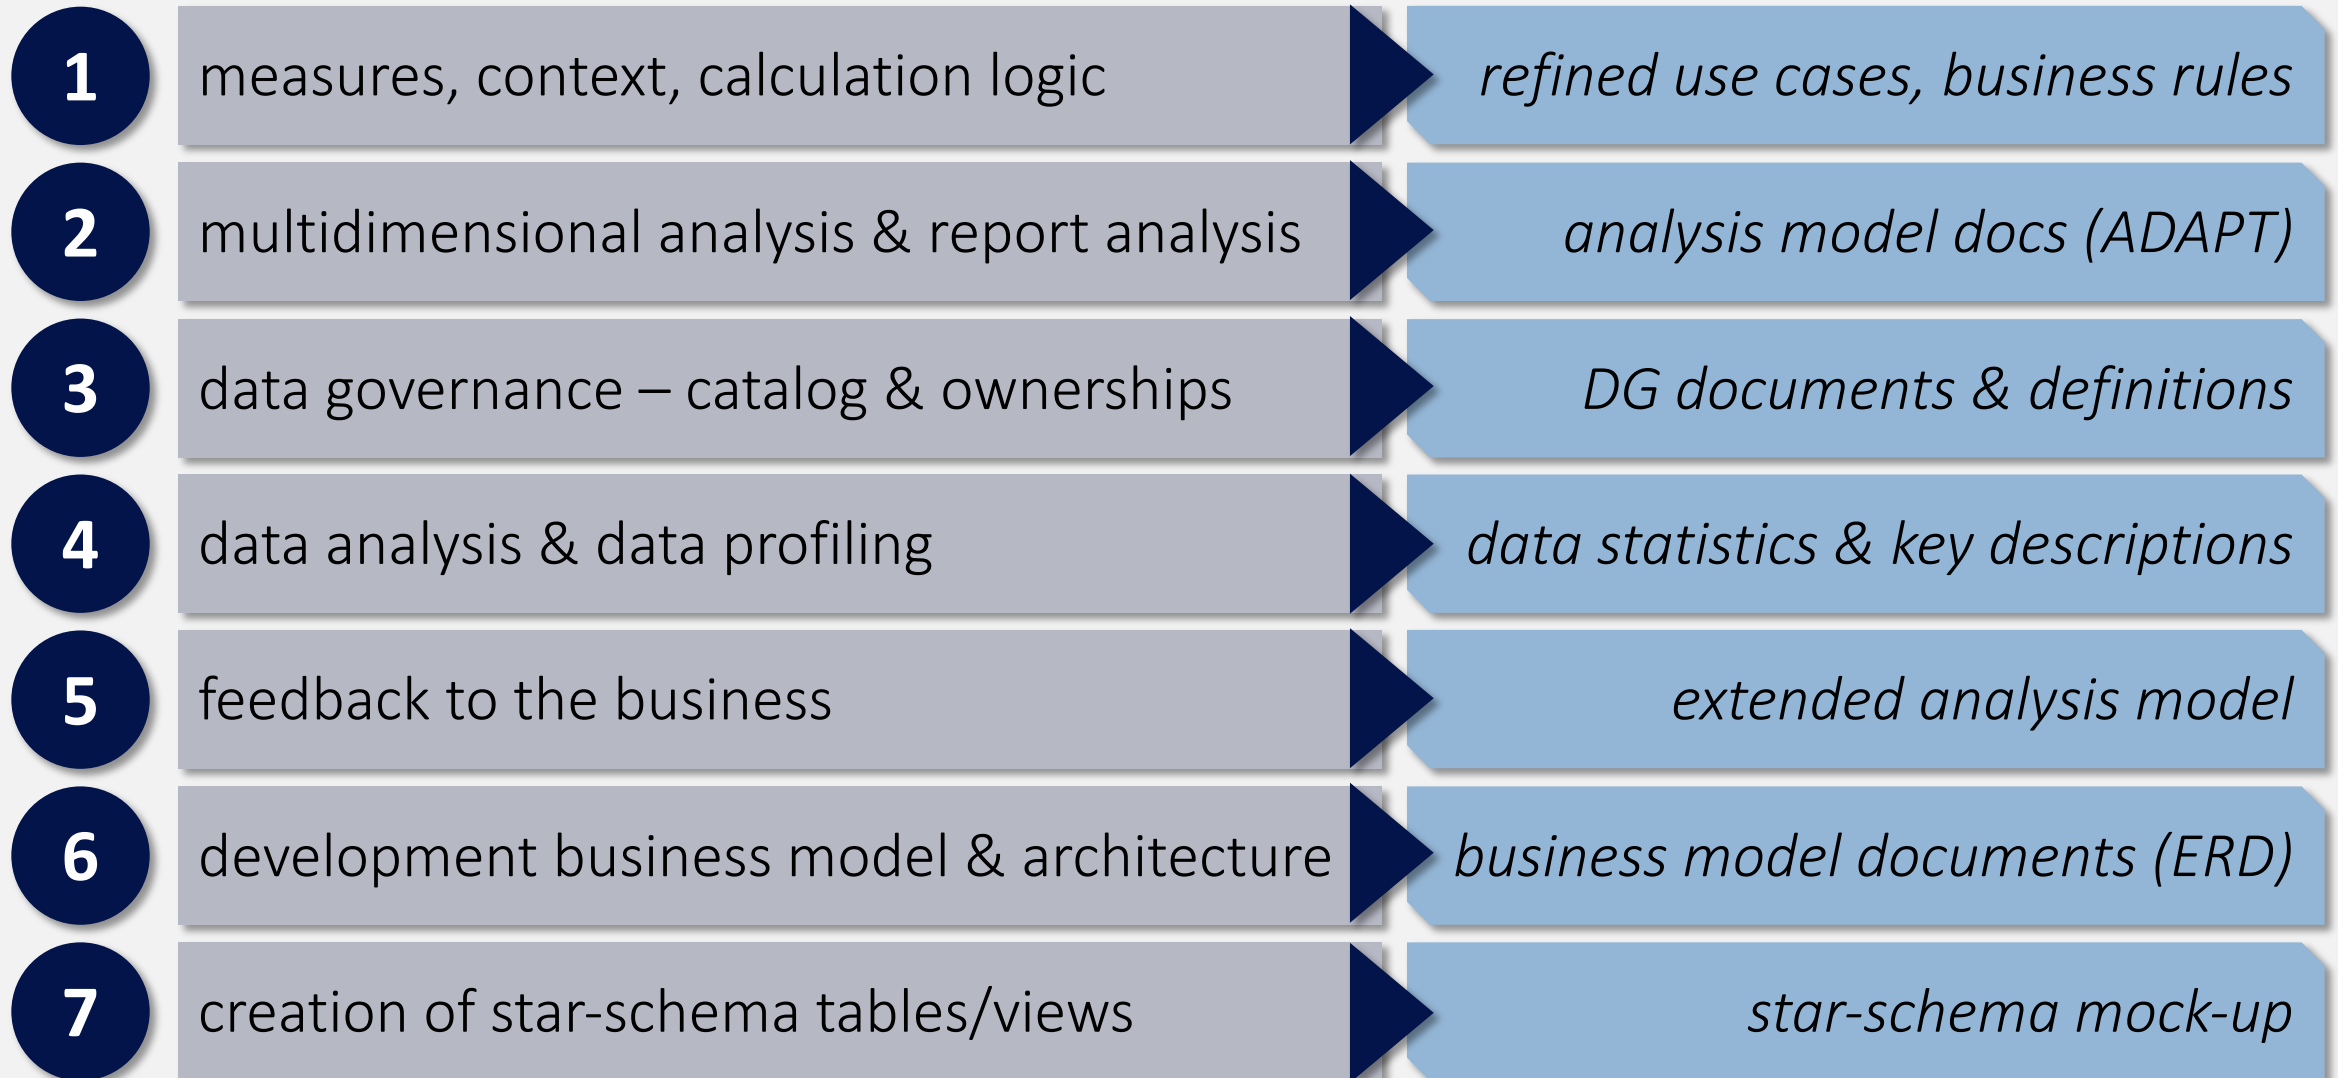 1
measures, context, calculation logic
refined use cases, business rules
2
multidimensional analysis & report analysis
analysis model docs (ADAPT)
3
data governance – catalog & ownerships
DG documents & definitions
4
data analysis & data profiling
data statistics & key descriptions
5
feedback to the business
extended analysis model
6
development business model & architecture
business model documents (ERD)
7
creation of star-schema tables/views
star-schema mock-up